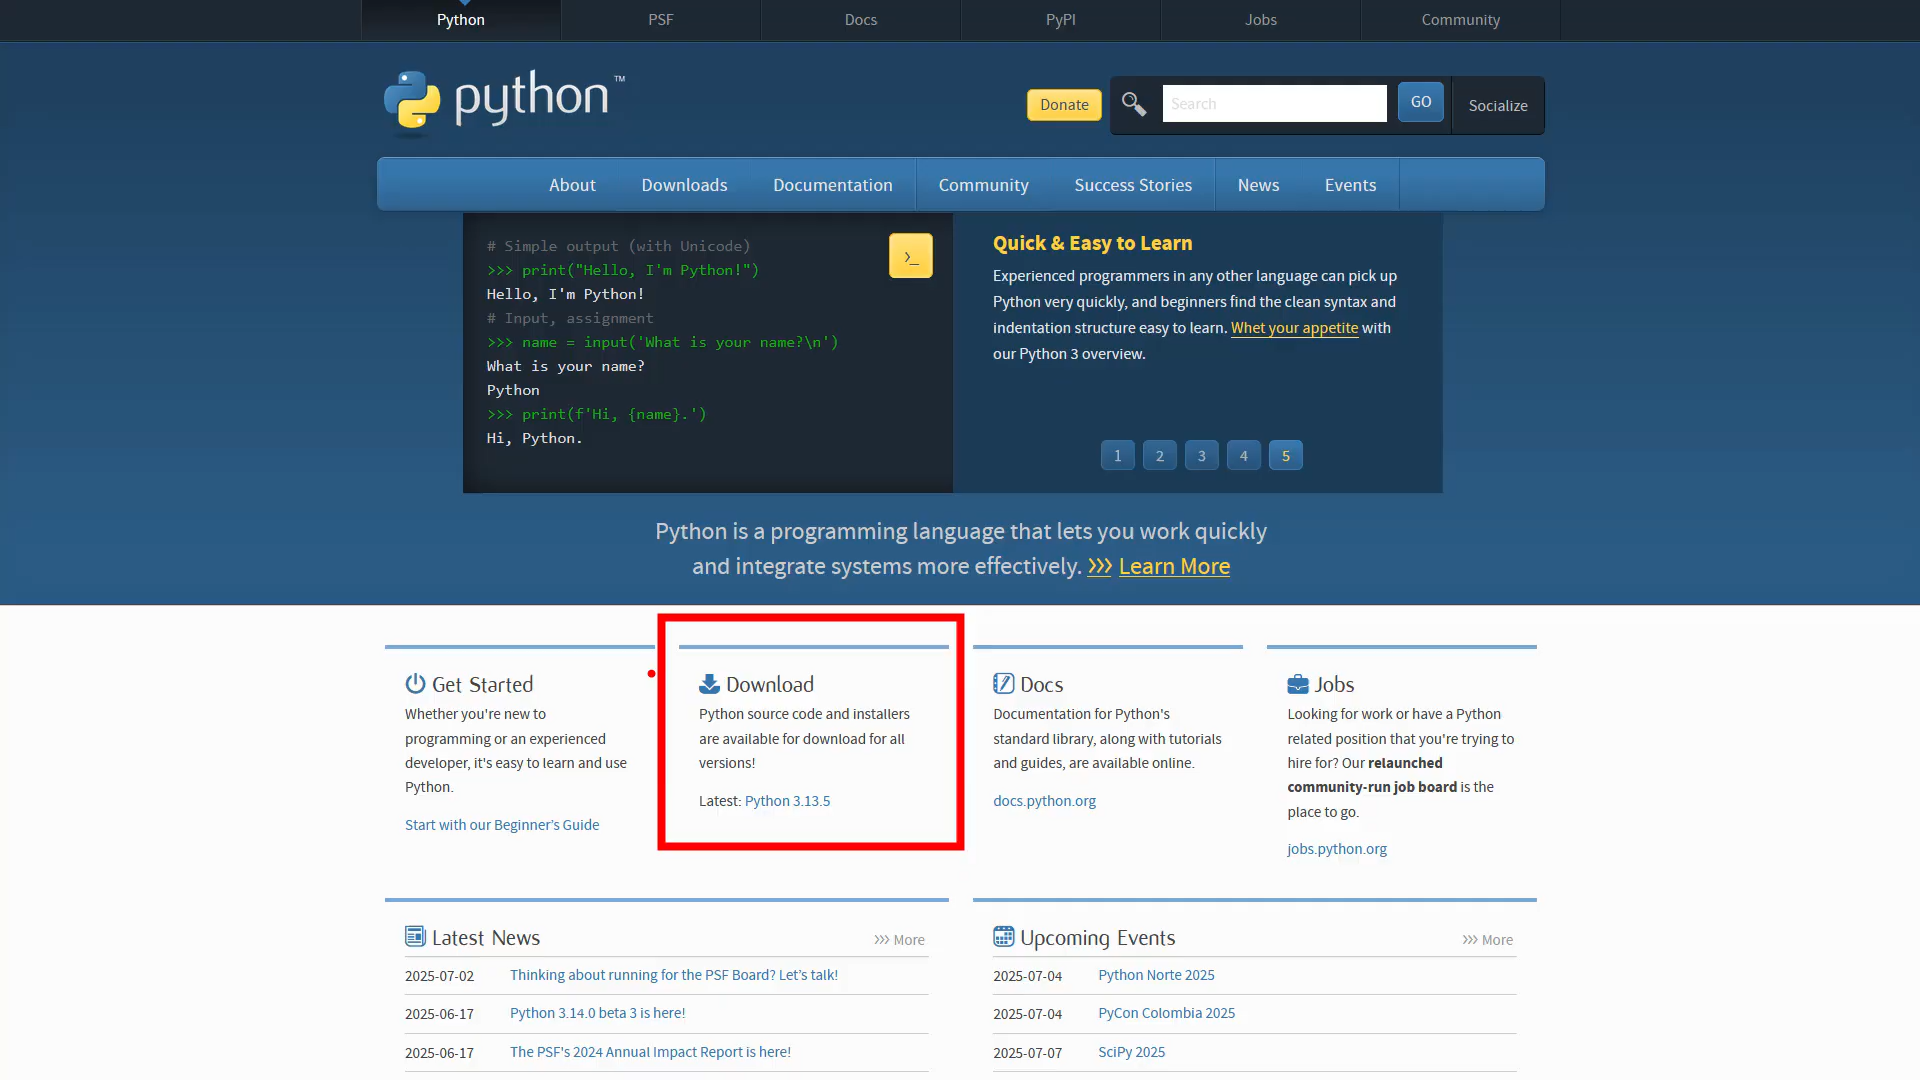 Python
PSF
Docs
PyPI
Jobs
Community
python™
Donate
Search
GO
Socialize
About
Downloads
Documentation
Community
Success Stories
News
Events
# Simple output (with Unicode)
>>> print("Hello, I'm Python!")
Hello, I'm Python!
# Input, assignment
>>> name = input('What is your name?\n')
What is your name?
Python
>>> print(f'Hi, {name}.')
Hi, Python.
>_
Quick & Easy to Learn
Experienced programmers in any other language can pick up
Python very quickly, and beginners find the clean syntax and
indentation structure easy to learn. Whet your appetite with
our Python 3 overview.
1
2
3
4
5
Python is a programming language that lets you work quickly
and integrate systems more effectively. >>> Learn More
Get Started
Whether you're new to
programming or an experienced
developer, it's easy to learn and use
Python.
Start with our Beginner’s Guide
Download
Python source code and installers
are available for download for all
versions!
Latest: Python 3.13.5
Docs
Documentation for Python's
standard library, along with tutorials
and guides, are available online.
docs.python.org
Jobs
Looking for work or have a Python
related position that you're trying to
hire for? Our relaunched
community-run job board is the
place to go.
jobs.python.org
Latest News
>>> More
2025-07-02 Thinking about running for the PSF Board? Let’s talk!
2025-06-17 Python 3.14.0 beta 3 is here!
2025-06-17 The PSF's 2024 Annual Impact Report is here!
Upcoming Events
>>> More
2025-07-04 Python Norte 2025
2025-07-04 PyCon Colombia 2025
2025-07-07 SciPy 2025